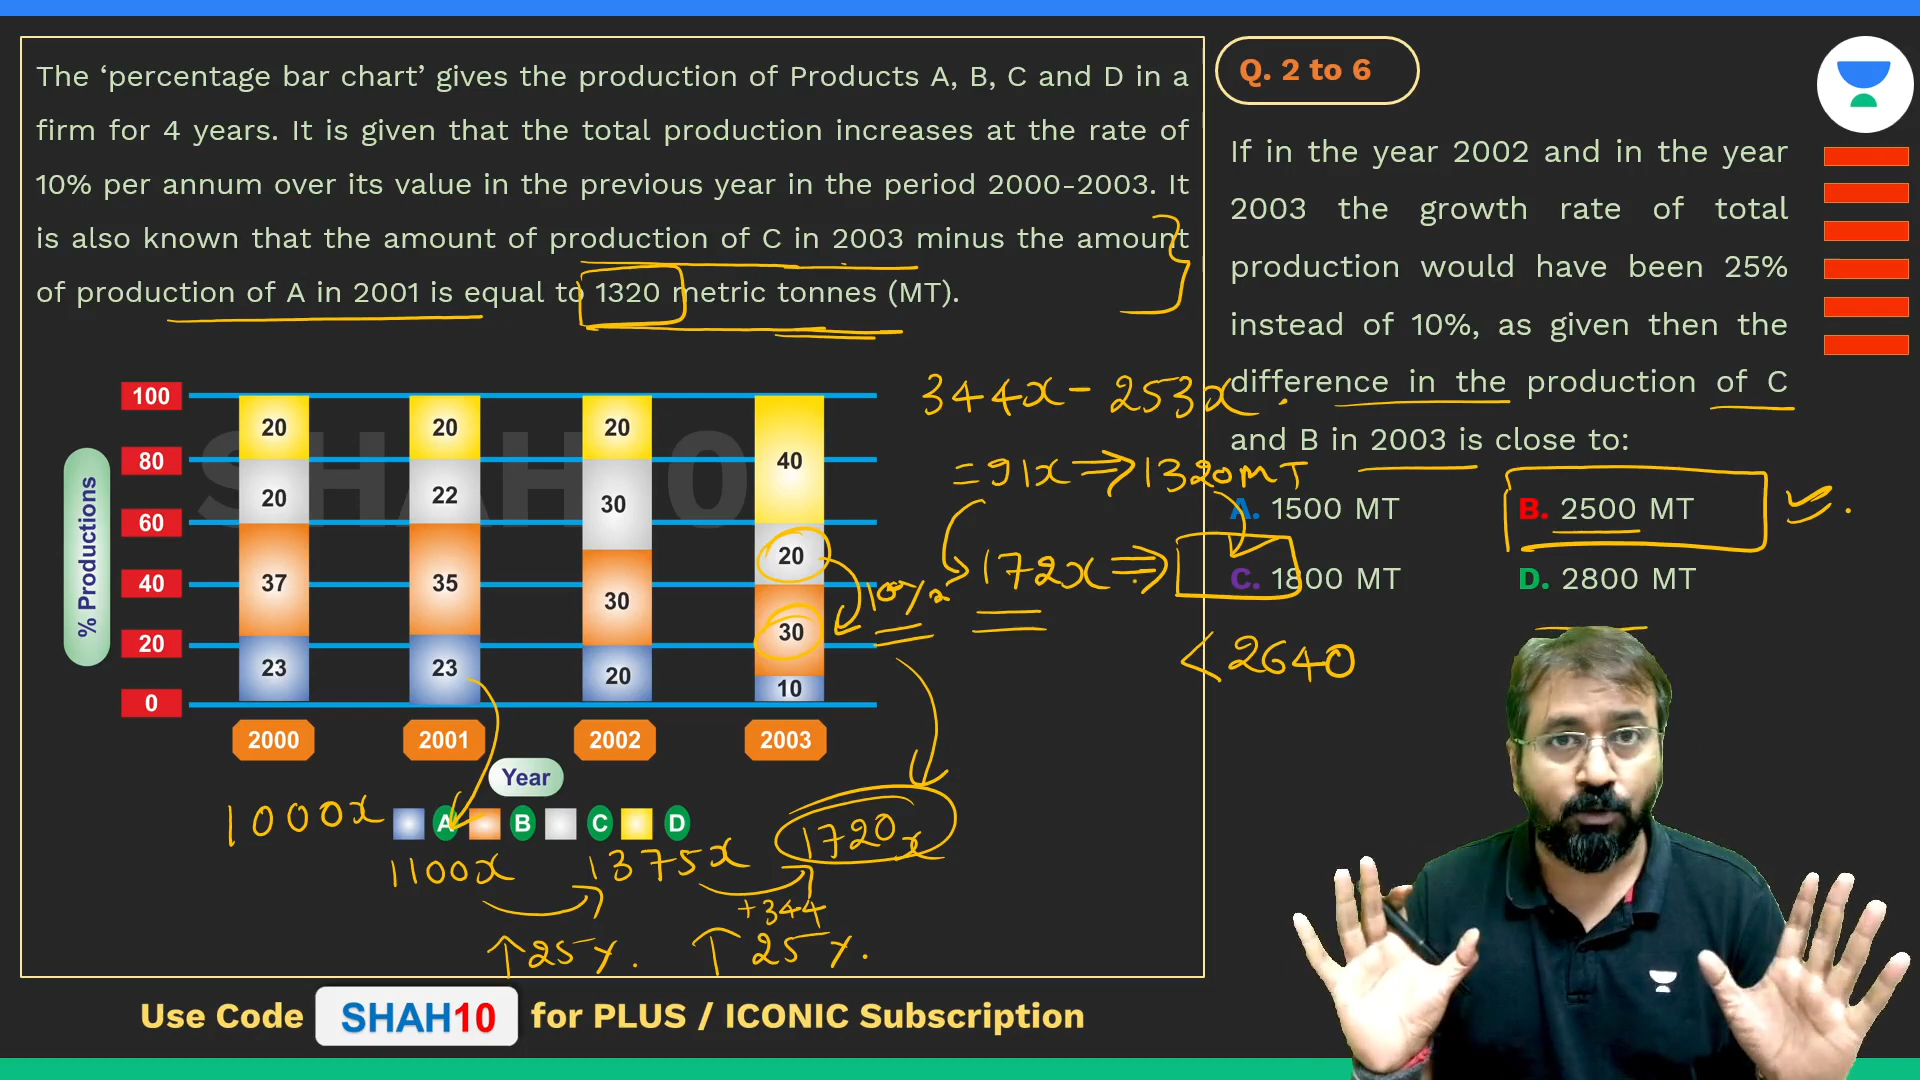 The ‘percentage bar chart’ gives the production of Products A, B, C and D in a
firm for 4 years. It is given that the total production increases at the rate of
10% per annum over its value in the previous year in the period 2000-2003. It
is also known that the amount of production of C in 2003 minus the amount
of production of A in 2001 is equal to 1320 metric tonnes (MT).
Q. 2 to 6
If in the year 2002 and in the year
2003 the growth rate of total
production would have been 25%
instead of 10%, as given then the
difference in the production of C
and B in 2003 is close to:
A. 1500 MT
B. 2500 MT
C. 1800 MT
D. 2800 MT
SHAH10
% Productions
100
80
60
40
20
0
20 20 20 40
20 22 30 20
37 35 30 30
23 23 20 10
2000 2001 2002 2003
Year
A B C D
344x - 253x
= 91x ⇒ 1320MT
172x ⇒
< 2640
10%
1000x
1100x 1375x 1720x
+344
↑25% ↑25%
Use Code SHAH10 for PLUS / ICONIC Subscription